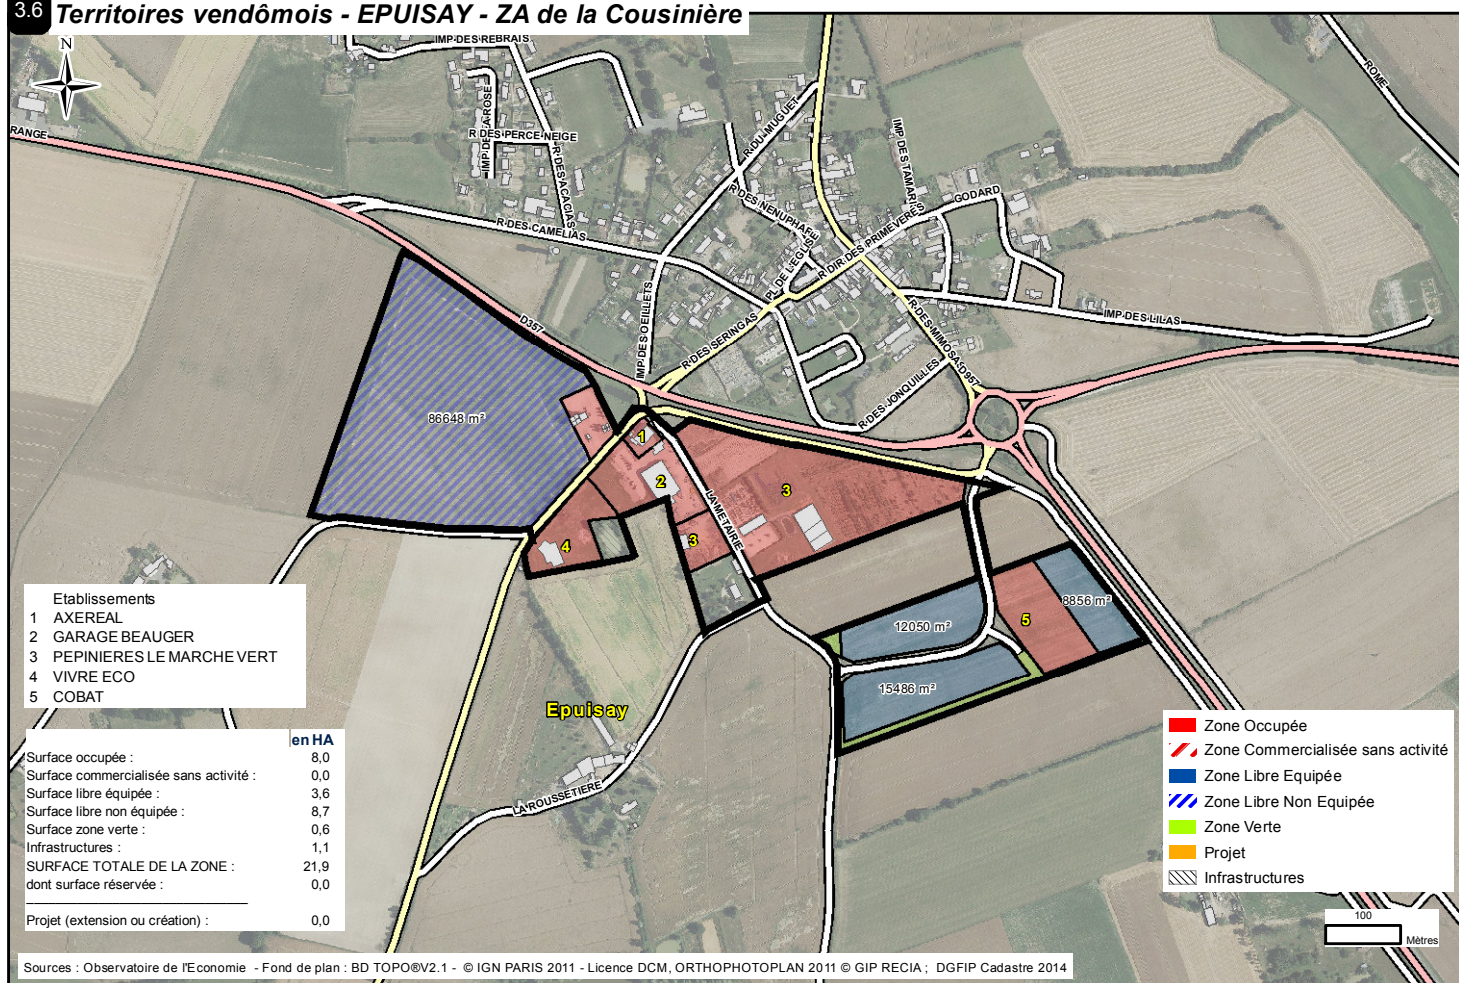 3.6 Territoires vendômois - EPUISAY - ZA de la Cousinière
N
IMP DES REBRAIS
RANGE
R DES PERCE NEIGE
R DES ACACIAS
R DU MUGUET
IMP DES TAMARI
ROME
R DES NENUPHARS
GODARD
R DES CAMELIAS
PL DE L'EGLISE
R DIR DES PRIMEVERES
IMP DES OEILLETS
D357
R DES SERINGAS
R DES MIMOSAS
D957
IMP DES LILAS
R DES JONQUILLES
86648 m²
1
2
3
LA METAIRIE
3
4
8856 m²
12050 m²
5
15486 m²
Epuisay
LA ROUSSETIERE
Etablissements
1 AXEREAL
2 GARAGE BEAUGER
3 PEPINIERES LE MARCHE VERT
4 VIVRE ECO
5 COBAT
en HA
Surface occupée : 8,0
Surface commercialisée sans activité : 0,0
Surface libre équipée : 3,6
Surface libre non équipée : 8,7
Surface zone verte : 0,6
Infrastructures : 1,1
SURFACE TOTALE DE LA ZONE : 21,9
dont surface réservée : 0,0
Projet (extension ou création) : 0,0
Zone Occupée
Zone Commercialisée sans activité
Zone Libre Equipée
Zone Libre Non Equipée
Zone Verte
Projet
Infrastructures
100
Mètres
Sources : Observatoire de l'Economie - Fond de plan : BD TOPO®V2.1 - © IGN PARIS 2011 - Licence DCM, ORTHOPHOTOPLAN 2011 © GIP RECIA ; DGFIP Cadastre 2014